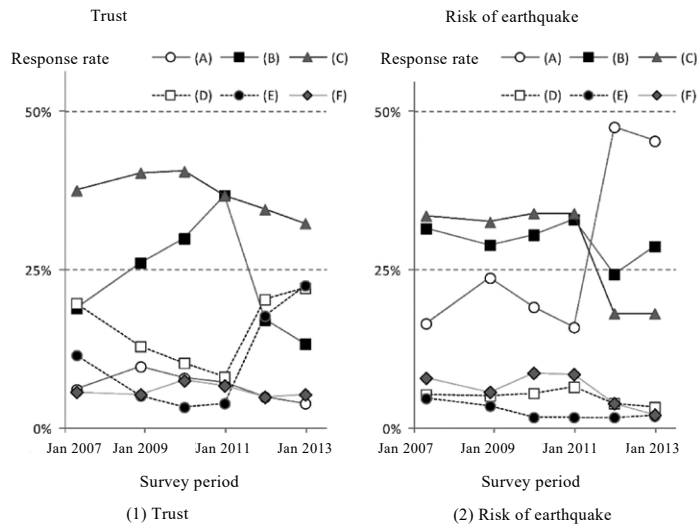 Trust
Risk of earthquake
Response rate
(A) (B) (C)
(D) (E) (F)
50%
25%
0%
Jan 2007 Jan 2009 Jan 2011 Jan 2013
Survey period
(1) Trust
Response rate
(A) (B) (C)
(D) (E) (F)
50%
25%
0%
Jan 2007 Jan 2009 Jan 2011 Jan 2013
Survey period
(2) Risk of earthquake